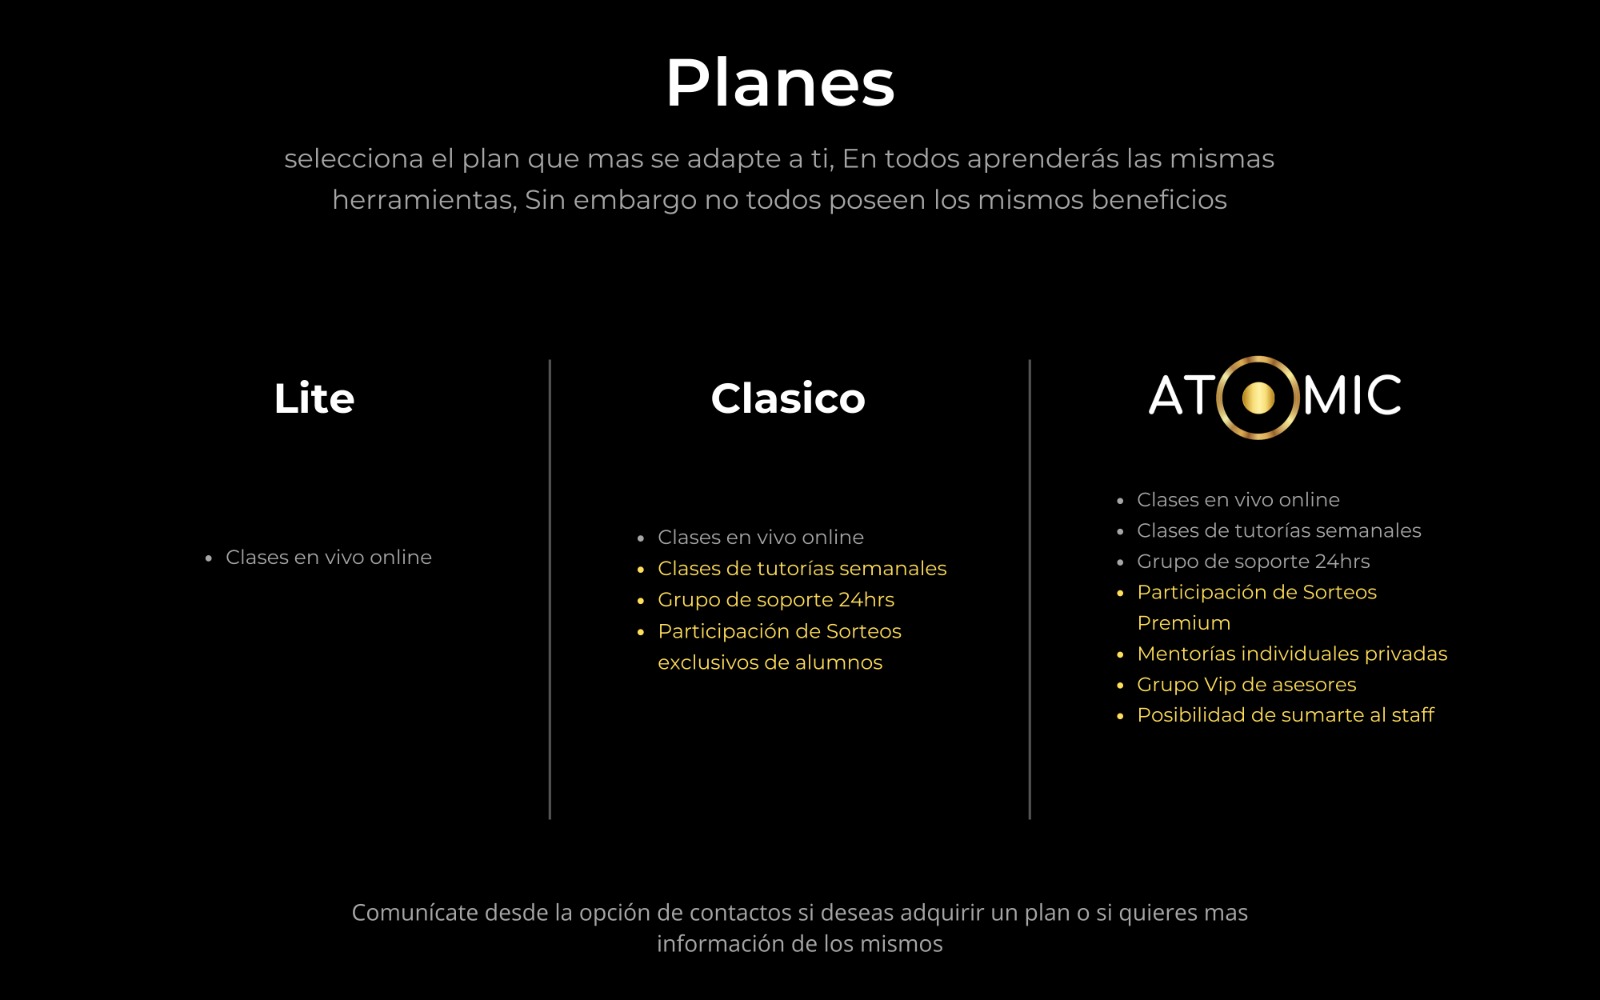 Planes
selecciona el plan que mas se adapte a ti, En todos aprenderás las mismas
herramientas, Sin embargo no todos poseen los mismos beneficios
Lite
• Clases en vivo online
Clasico
• Clases en vivo online
• Clases de tutorías semanales
• Grupo de soporte 24hrs
• Participación de Sorteos
exclusivos de alumnos
ATOMIC
• Clases en vivo online
• Clases de tutorías semanales
• Grupo de soporte 24hrs
• Participación de Sorteos
Premium
• Mentorías individuales privadas
• Grupo Vip de asesores
• Posibilidad de sumarte al staff
Comunícate desde la opción de contactos si deseas adquirir un plan o si quieres mas
información de los mismos